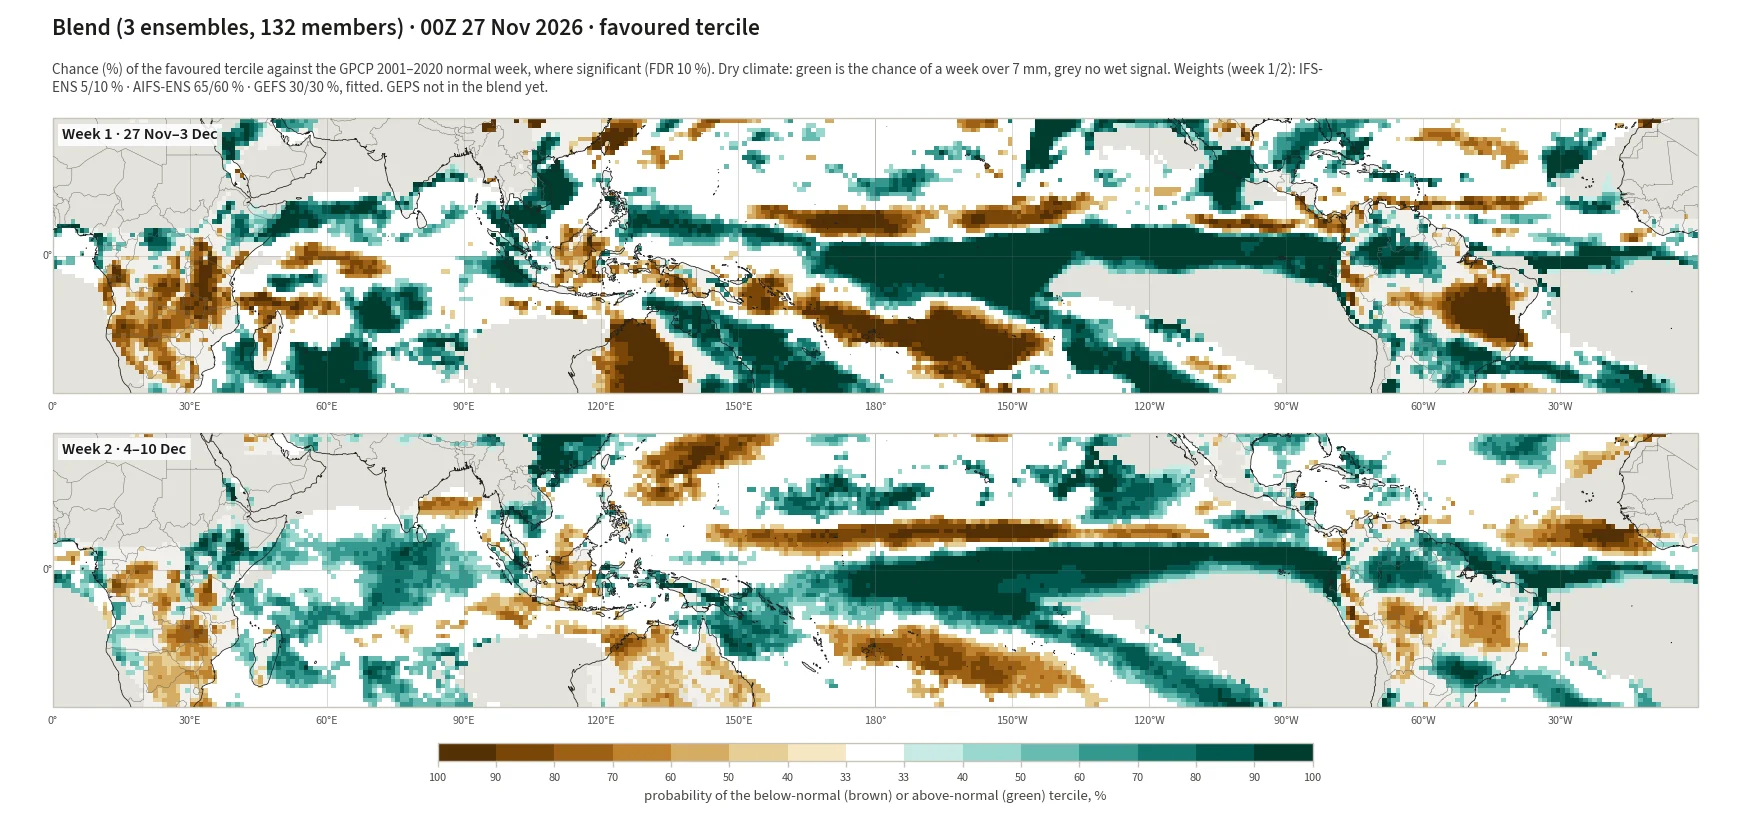 Blend (3 ensembles, 132 members) · 00Z 27 Nov 2026 · favoured tercile
Chance (%) of the favoured tercile against the GPCP 2001–2020 normal week, where significant (FDR 10 %). Dry climate: green is the chance of a week over 7 mm, grey no wet signal. Weights (week 1/2): IFS-
ENS 5/10 % · AIFS-ENS 65/60 % · GEFS 30/30 %, fitted. GEPS not in the blend yet.
Week 1 · 27 Nov–3 Dec
0°
0° 30°E 60°E 90°E 120°E 150°E 180° 150°W 120°W 90°W 60°W 30°W
Week 2 · 4–10 Dec
0°
0° 30°E 60°E 90°E 120°E 150°E 180° 150°W 120°W 90°W 60°W 30°W
100 90 80 70 60 50 40 33 33 40 50 60 70 80 90 100
probability of the below-normal (brown) or above-normal (green) tercile, %